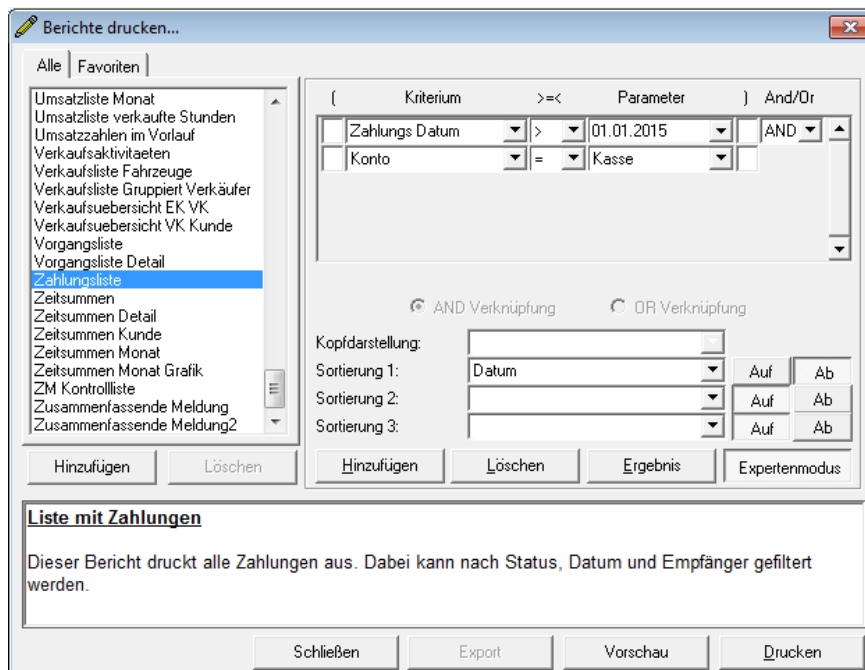 Berichte drucken...
Alle Favoriten
Umsatzliste Monat
Umsatzliste verkaufte Stunden
Umsatzzahlen im Vorlauf
Verkaufsaktivitaeten
Verkaufsliste Fahrzeuge
Verkaufsliste Gruppiert Verkäufer
Verkaufsuebersicht EK VK
Verkaufsuebersicht VK Kunde
Vorgangsliste
Vorgangsliste Detail
Zahlungsliste
Zeitsummen
Zeitsummen Detail
Zeitsummen Kunde
Zeitsummen Monat
Zeitsummen Monat Grafik
ZM Kontrollliste
Zusammenfassende Meldung
Zusammenfassende Meldung2
Hinzufügen Löschen
( Kriterium >=< Parameter ) And/Or
Zahlungs Datum > 01.01.2015 AND
Konto = Kasse
AND Verknüpfung OR Verknüpfung
Kopfdarstellung:
Sortierung 1: Datum Auf Ab
Sortierung 2: Auf Ab
Sortierung 3: Auf Ab
Hinzufügen Löschen Ergebnis Expertenmodus
Liste mit Zahlungen
Dieser Bericht druckt alle Zahlungen aus. Dabei kann nach Status, Datum und Empfänger gefiltert
werden.
Schließen Export Vorschau Drucken